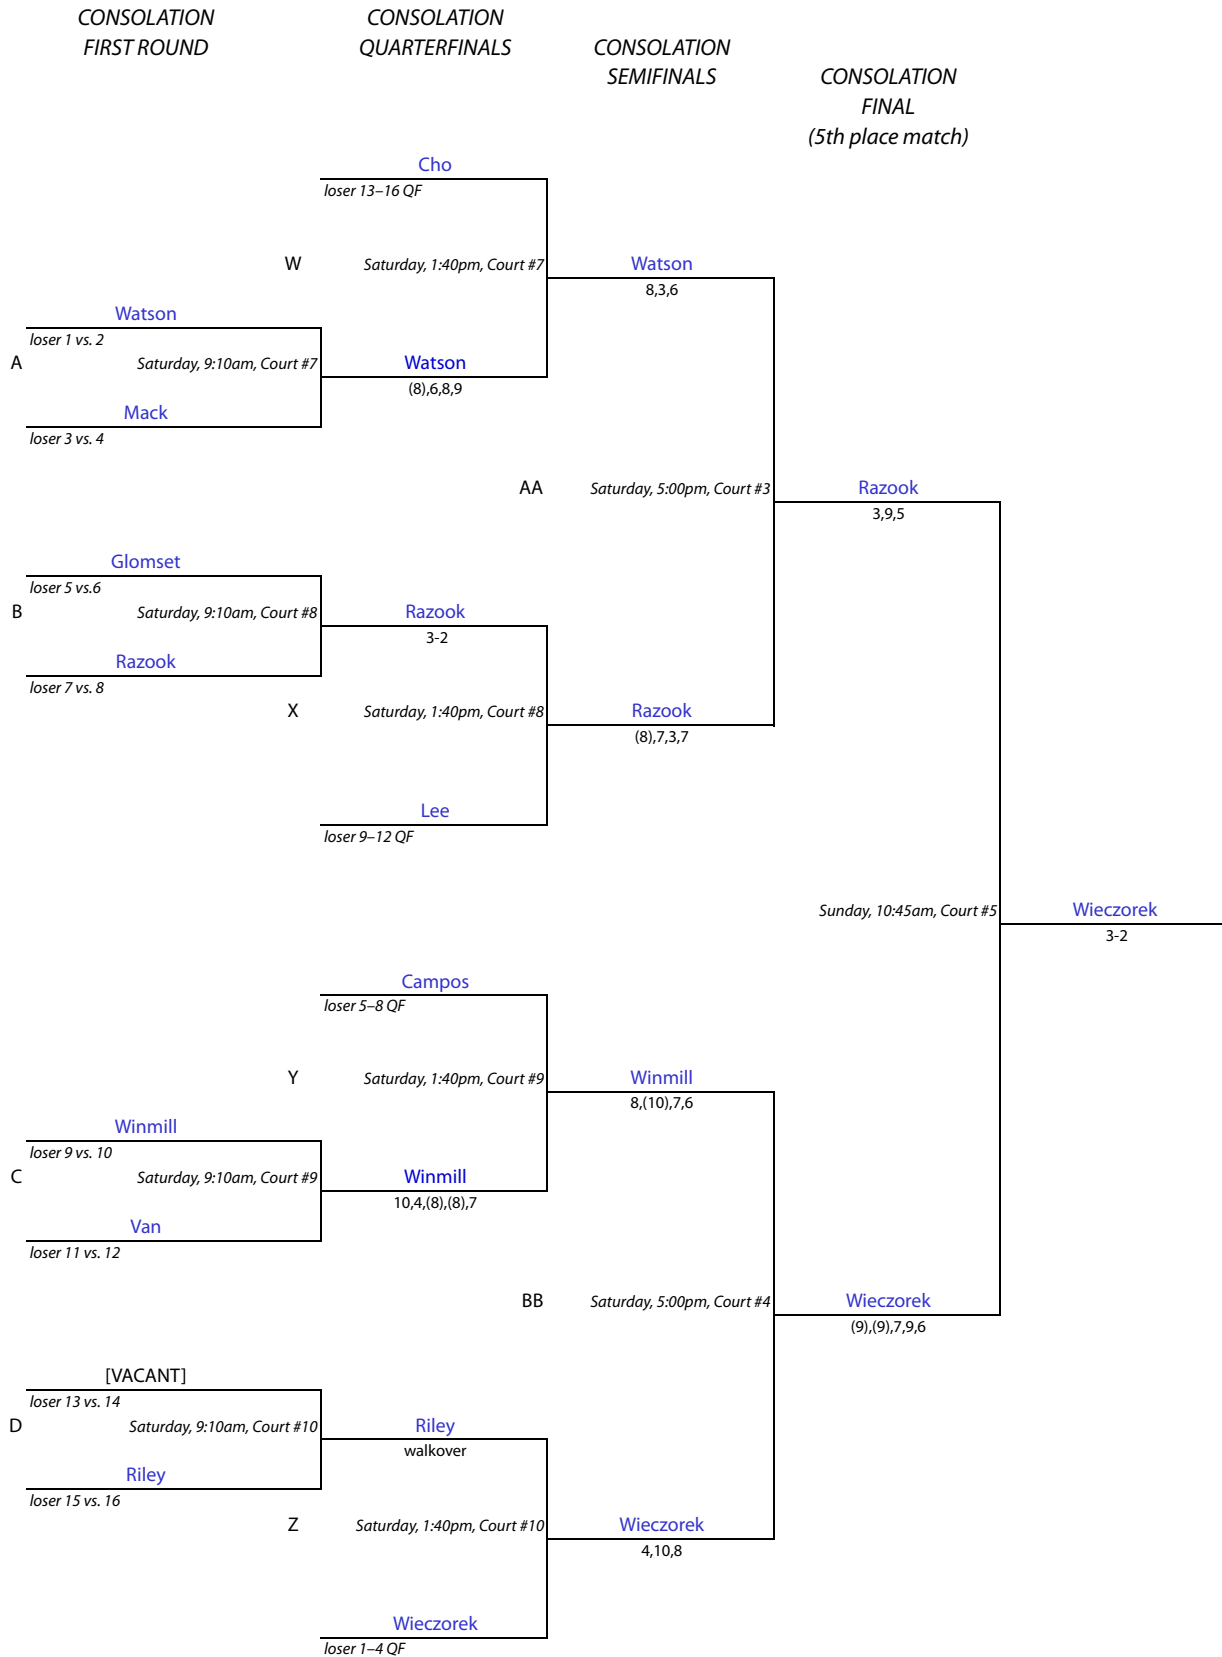 CONSOLATION
FIRST ROUND
CONSOLATION
QUARTERFINALS
CONSOLATION
SEMIFINALS
CONSOLATION
FINAL
(5th place match)
Cho
loser 13–16 QF
W
Saturday, 1:40pm, Court #7
Watson
8,3,6
Watson
loser 1 vs. 2
A
Saturday, 9:10am, Court #7
Watson
(8),6,8,9
Mack
loser 3 vs. 4
AA
Saturday, 5:00pm, Court #3
Razook
3,9,5
Glomset
loser 5 vs.6
B
Saturday, 9:10am, Court #8
Razook
3-2
Razook
loser 7 vs. 8
X
Saturday, 1:40pm, Court #8
Razook
(8),7,3,7
Lee
loser 9–12 QF
Sunday, 10:45am, Court #5
Wieczorek
3-2
Campos
loser 5–8 QF
Y
Saturday, 1:40pm, Court #9
Winmill
8,(10),7,6
Winmill
loser 9 vs. 10
C
Saturday, 9:10am, Court #9
Winmill
10,4,(8),(8),7
Van
loser 11 vs. 12
BB
Saturday, 5:00pm, Court #4
Wieczorek
(9),(9),7,9,6
[VACANT]
loser 13 vs. 14
D
Saturday, 9:10am, Court #10
Riley
walkover
Riley
loser 15 vs. 16
Z
Saturday, 1:40pm, Court #10
Wieczorek
4,10,8
Wieczorek
loser 1–4 QF